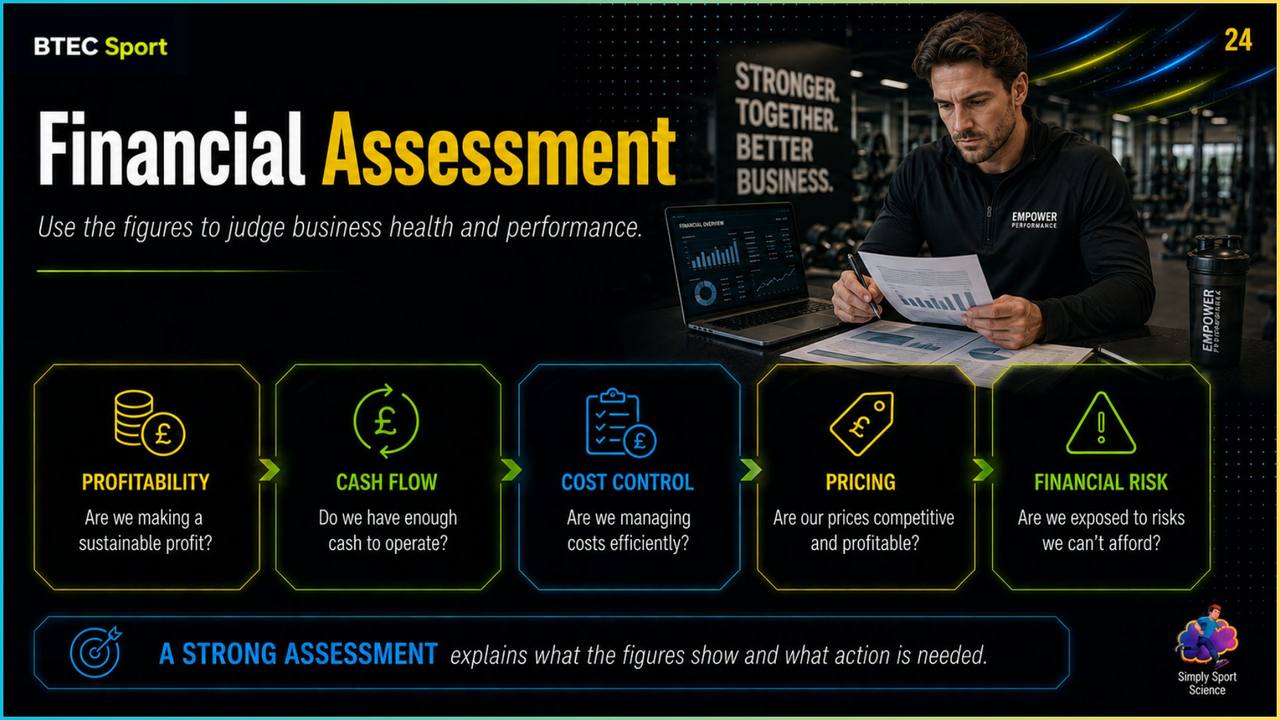 BTEC Sport
24
Financial Assessment
Use the figures to judge business health and performance.
STRONGER.
TOGETHER.
BETTER
BUSINESS.
FINANCIAL OVERVIEW
EMPOWER
PERFORMANCE
EMPOWER
PROFITABILITY
Are we making a
sustainable profit?
CASH FLOW
Do we have enough
cash to operate?
COST CONTROL
Are we managing
costs efficiently?
PRICING
Are our prices competitive
and profitable?
FINANCIAL RISK
Are we exposed to risks
we can't afford?
A STRONG ASSESSMENT explains what the figures show and what action is needed.
Simply Sport
Science